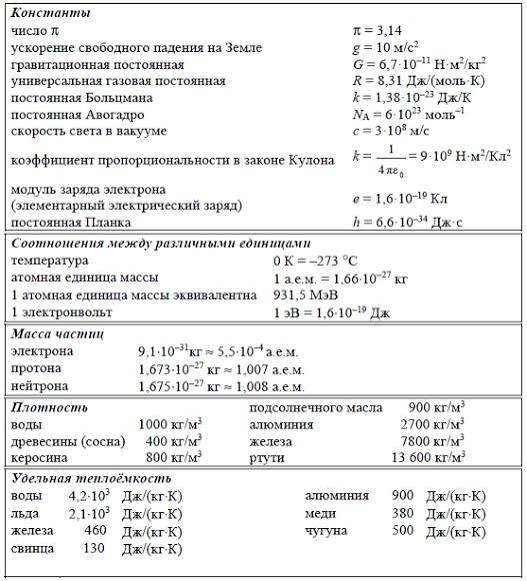 Константы
число π π = 3,14
ускорение свободного падения на Земле g = 10 м/с²
гравитационная постоянная G = 6,7·10⁻¹¹ Н·м²/кг²
универсальная газовая постоянная R = 8,31 Дж/(моль·К)
постоянная Больцмана k = 1,38·10⁻²³ Дж/К
постоянная Авогадро Nₐ = 6·10²³ моль⁻¹
скорость света в вакууме c = 3·10⁸ м/с
коэффициент пропорциональности в законе Кулона k = 1/(4πε₀) = 9·10⁹ Н·м²/Кл²
модуль заряда электрона
(элементарный электрический заряд) e = 1,6·10⁻¹⁹ Кл
постоянная Планка h = 6,6·10⁻³⁴ Дж·с
Соотношения между различными единицами
температура 0 К = –273 °С
атомная единица массы 1 а.е.м. = 1,66·10⁻²⁷ кг
1 атомная единица массы эквивалентна 931,5 МэВ
1 электронвольт 1 эВ = 1,6·10⁻¹⁹ Дж
Масса частиц
электрона 9,1·10⁻³¹кг ≈ 5,5·10⁻⁴ а.е.м.
протона 1,673·10⁻²⁷ кг ≈ 1,007 а.е.м.
нейтрона 1,675·10⁻²⁷ кг ≈ 1,008 а.е.м.
Плотность подсолнечного масла 900 кг/м³
воды 1000 кг/м³ алюминия 2700 кг/м³
древесины (сосна) 400 кг/м³ железа 7800 кг/м³
керосина 800 кг/м³ ртути 13 600 кг/м³
Удельная теплоёмкость
воды 4,2·10³ Дж/(кг·К) алюминия 900 Дж/(кг·К)
льда 2,1·10³ Дж/(кг·К) меди 380 Дж/(кг·К)
железа 460 Дж/(кг·К) чугуна 500 Дж/(кг·К)
свинца 130 Дж/(кг·К)